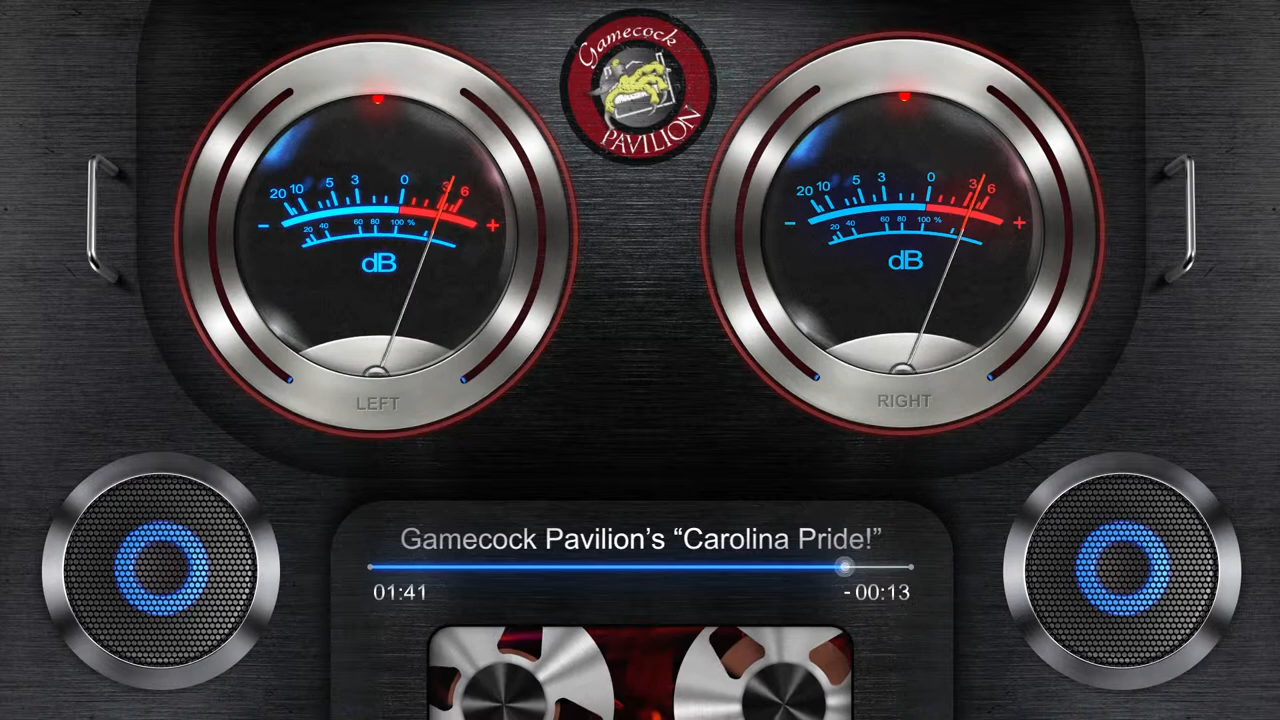 Gamecock
PAVILION
20 10 5 3 0 3 6
- +
20 40 60 80 100 %
dB
LEFT
20 10 5 3 0 3 6
- +
20 40 60 80 100 %
dB
RIGHT
Gamecock Pavilion’s “Carolina Pride!”
01:41 -00:13